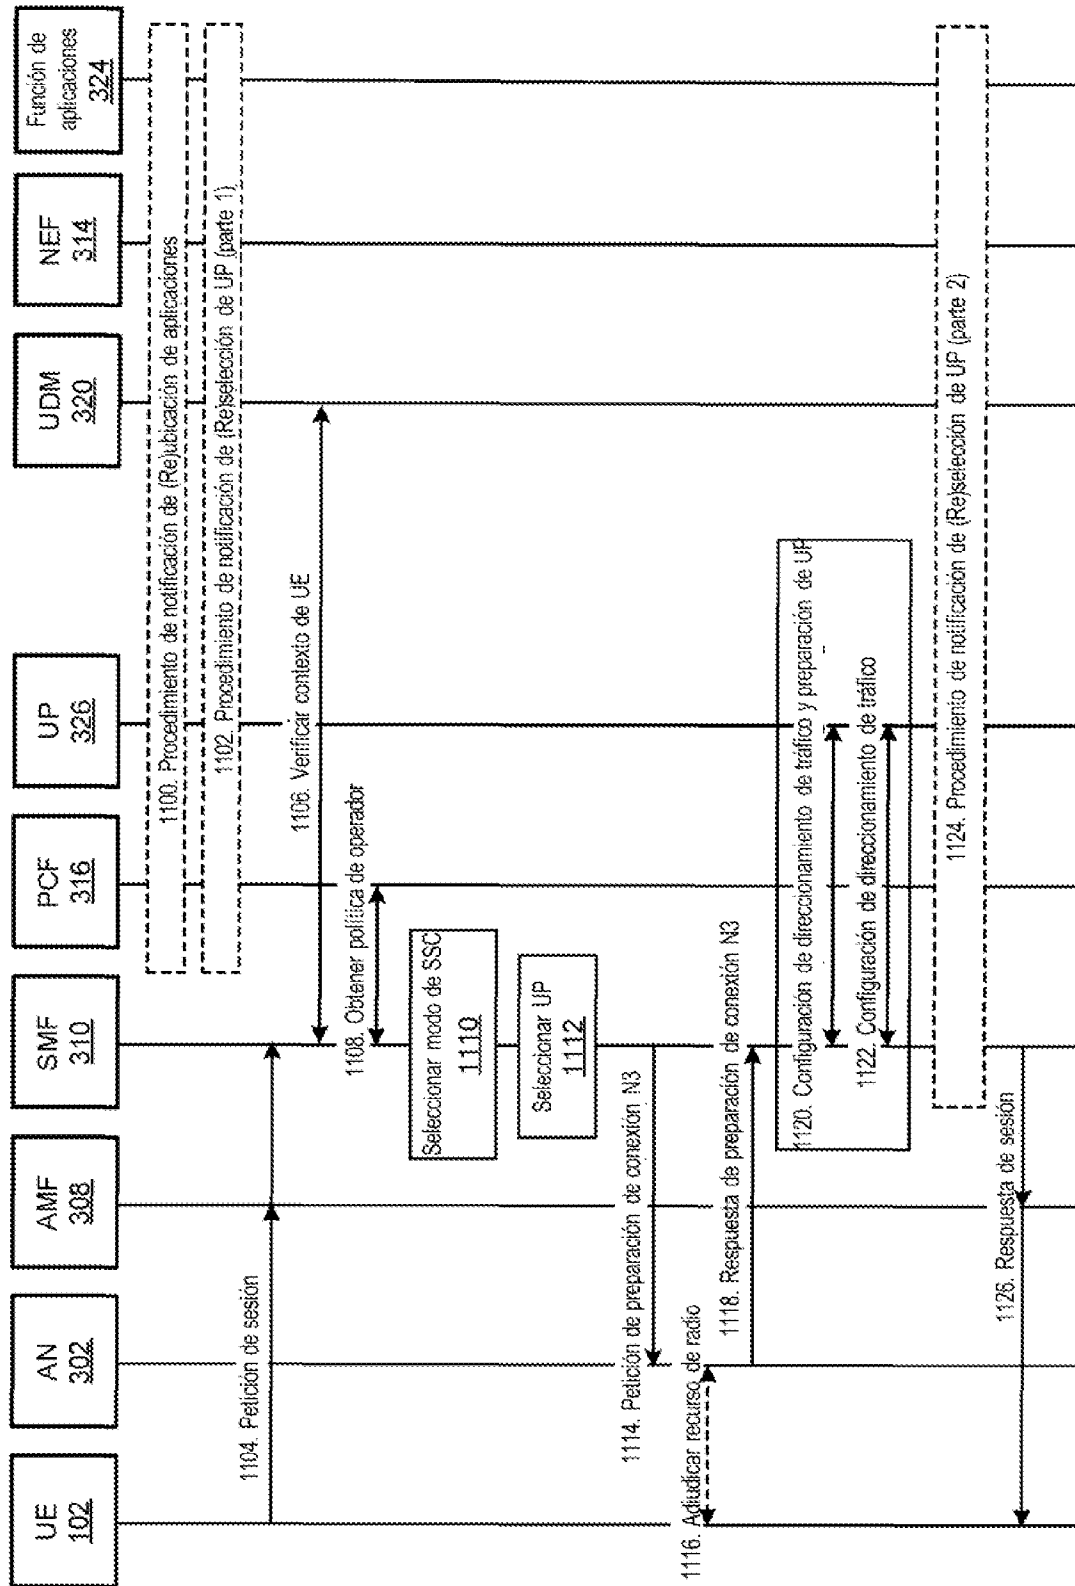 UE
102
AN
302
AMF
308
SMF
310
PCF
316
UP
326
UDM
320
NEF
314
Función de
aplicaciones
324
1100. Procedimiento de notificación de (Re)ubicación de aplicaciones
1102. Procedimiento de notificación de (Re)selección de UP (parte 1)
1104. Petición de sesión
1106. Verificar contexto de UE
1108. Obtener política de operador
Seleccionar modo de SSC
1110
Seleccionar UP
1112
1114. Petición de preparación de conexión N3
1116. Adjudicar recurso de radio
1118. Respuesta de preparación de conexión N3
1120. Configuración de direccionamiento de tráfico y preparación de UP
1122. Configuración de direccionamiento de tráfico
1124. Procedimiento de notificación de (Re)selección de UP (parte 2)
1126. Respuesta de sesión